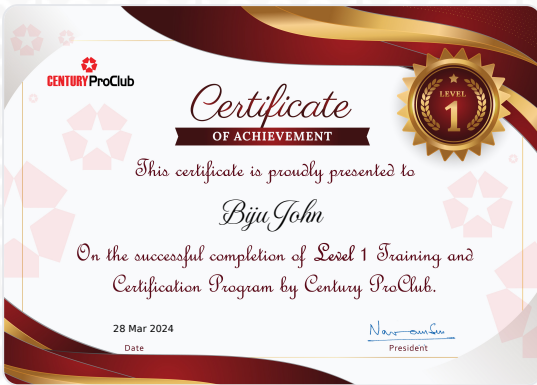 CENTURY ProClub
Certificate
OF ACHIEVEMENT
LEVEL
1
This certificate is proudly presented to
Biju John
On the successful completion of Level 1 Training and
Certification Program by Century ProClub.
28 Mar 2024
Date
President